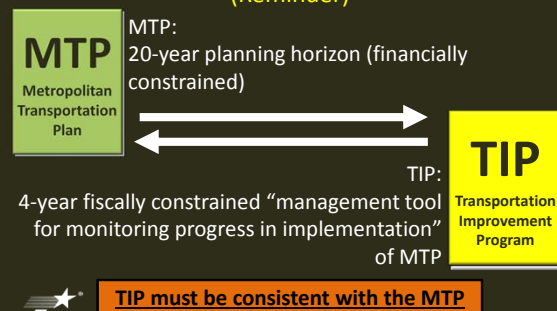 (Reminder)
MTP
Metropolitan
Transportation
Plan
MTP:
20-year planning horizon (financially
constrained)
TIP:
4-year fiscally constrained “management tool
for monitoring progress in implementation”
of MTP
TIP
Transportation
Improvement
Program
TIP must be consistent with the MTP